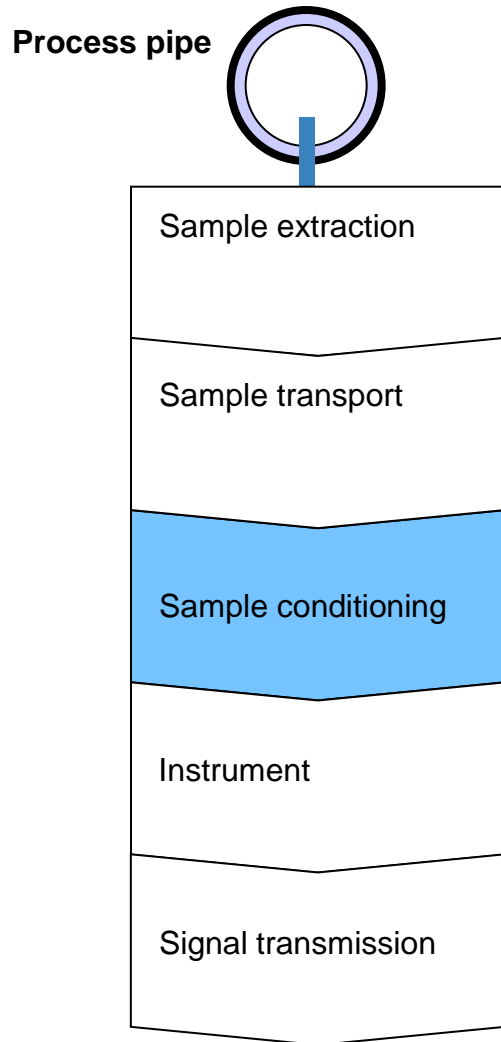 Process pipe
Sample extraction
Sample transport
Sample conditioning
Instrument
Signal transmission